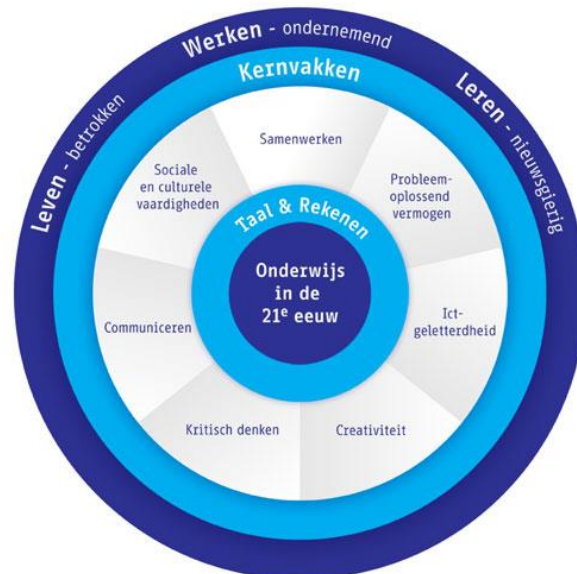 Werken - ondernemend
Leven - betrokken
Leren - nieuwsgierig
Kernvakken
Samenwerken
Probleem-
oplossend
vermogen
Ict-
geletterdheid
Creativiteit
Kritisch denken
Communiceren
Sociale
en culturele
vaardigheden
Taal & Rekenen
Onderwijs
in de
21e eeuw